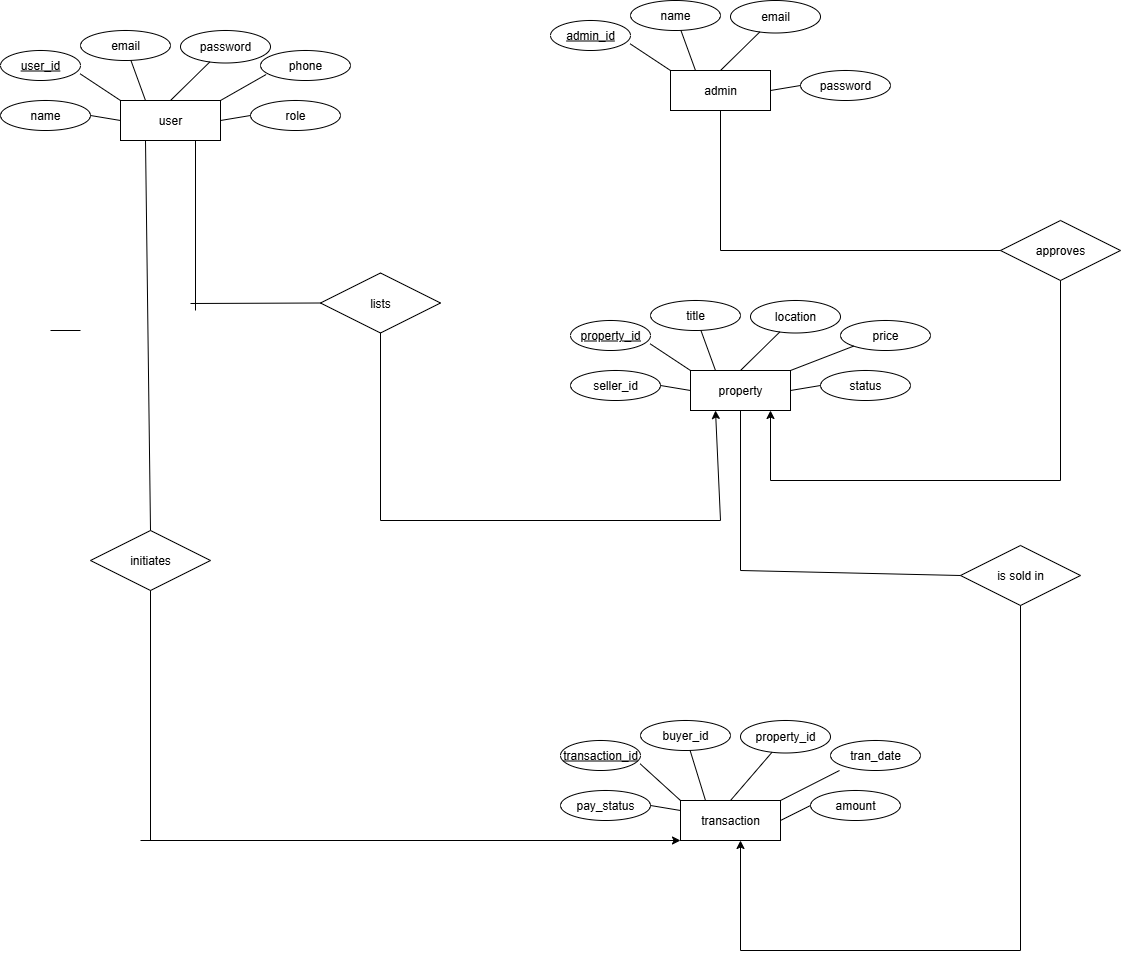 name
email
admin_id
email
password
user_id
phone
admin
password
name
user
role
approves
lists
title
location
property_id
price
seller_id
property
status
initiates
is sold in
buyer_id
property_id
transaction_id
tran_date
pay_status
transaction
amount